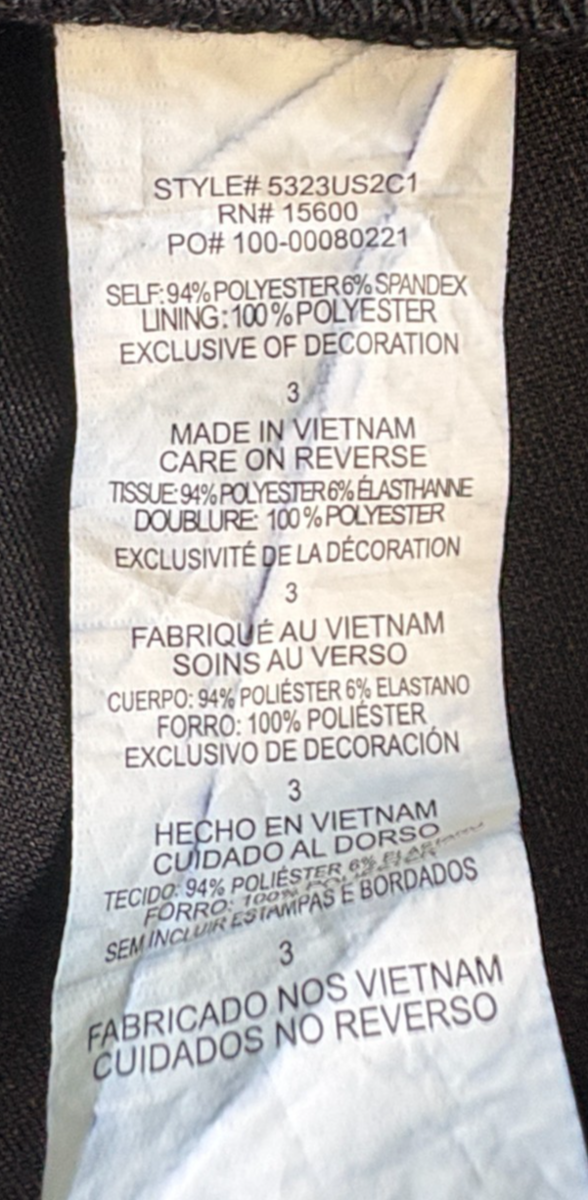 STYLE# 5323US2C1
RN# 15600
PO# 100-00080221
SELF: 94% POLYESTER 6% SPANDEX
LINING: 100% POLYESTER
EXCLUSIVE OF DECORATION
3
MADE IN VIETNAM
CARE ON REVERSE
TISSUE: 94% POLYESTER 6% ÉLASTHANNE
DOUBLURE: 100% POLYESTER
EXCLUSIVITÉ DE LA DÉCORATION
3
FABRIQUÉ AU VIETNAM
SOINS AU VERSO
CUERPO: 94% POLIÉSTER 6% ELASTANO
FORRO: 100% POLIÉSTER
EXCLUSIVO DE DECORACIÓN
3
HECHO EN VIETNAM
CUIDADO AL DORSO
TECIDO: 94% POLIÉSTER 6%
FORRO: 100%
SEM INCLUIR ESTAMPAS E BORDADOS
3
FABRICADO NOS VIETNAM
CUIDADOS NO REVERSO